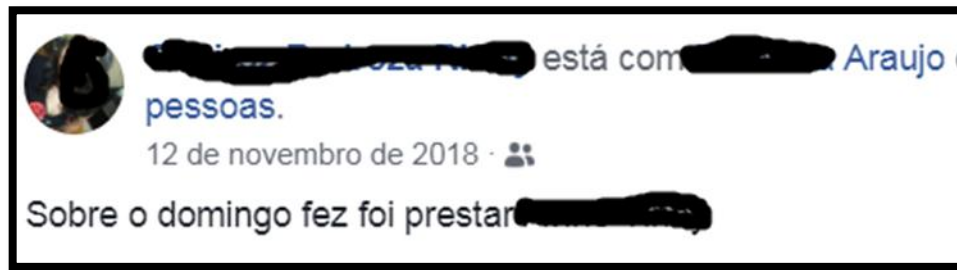 está com Araujo
pessoas.
12 de novembro de 2018 ·
Sobre o domingo fez foi prestar